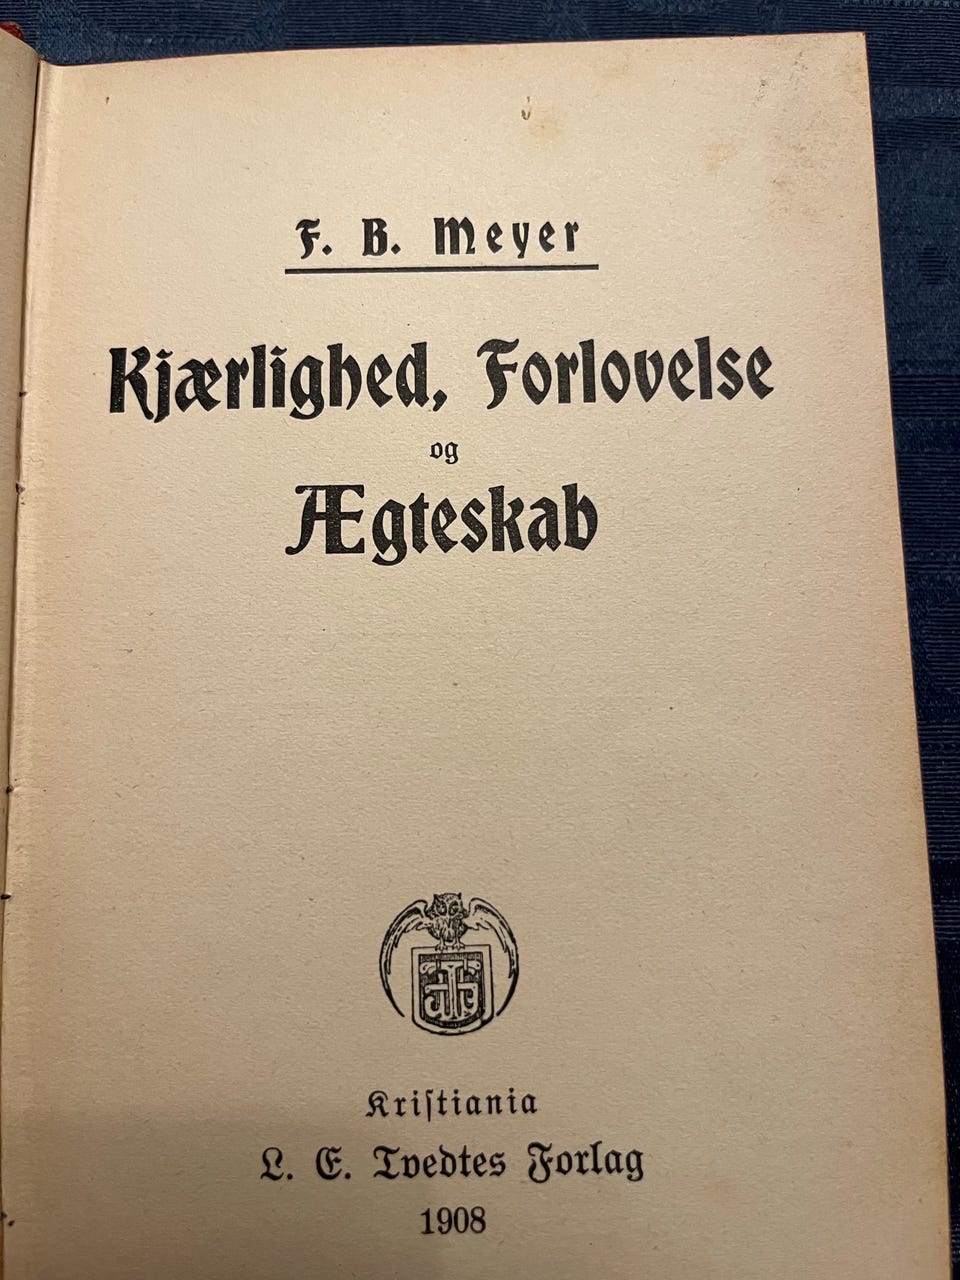 F. B. Meyer
Kjærlighed, Forlovelse
og
Ægteskab
Kriſtiania
L. E. Tvedtes Forlag
1908